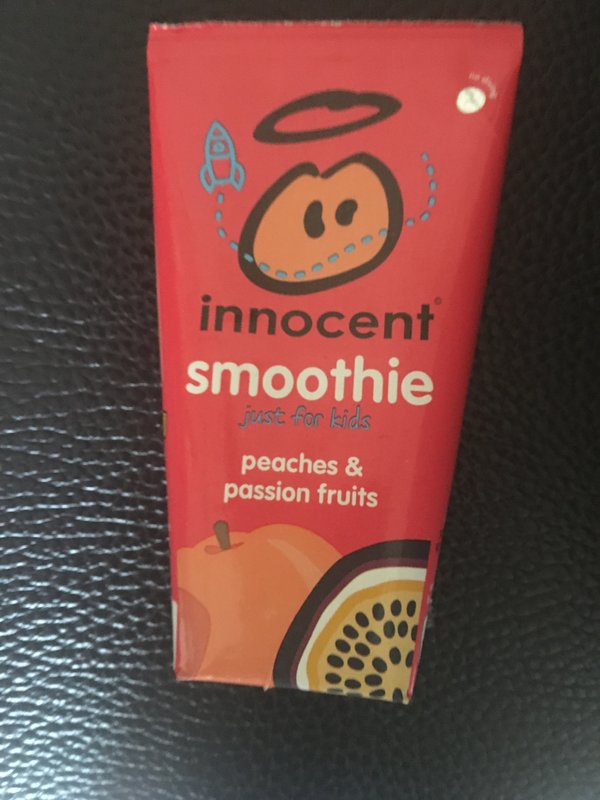 innocent
smoothie
just for kids
peaches &
passion fruits